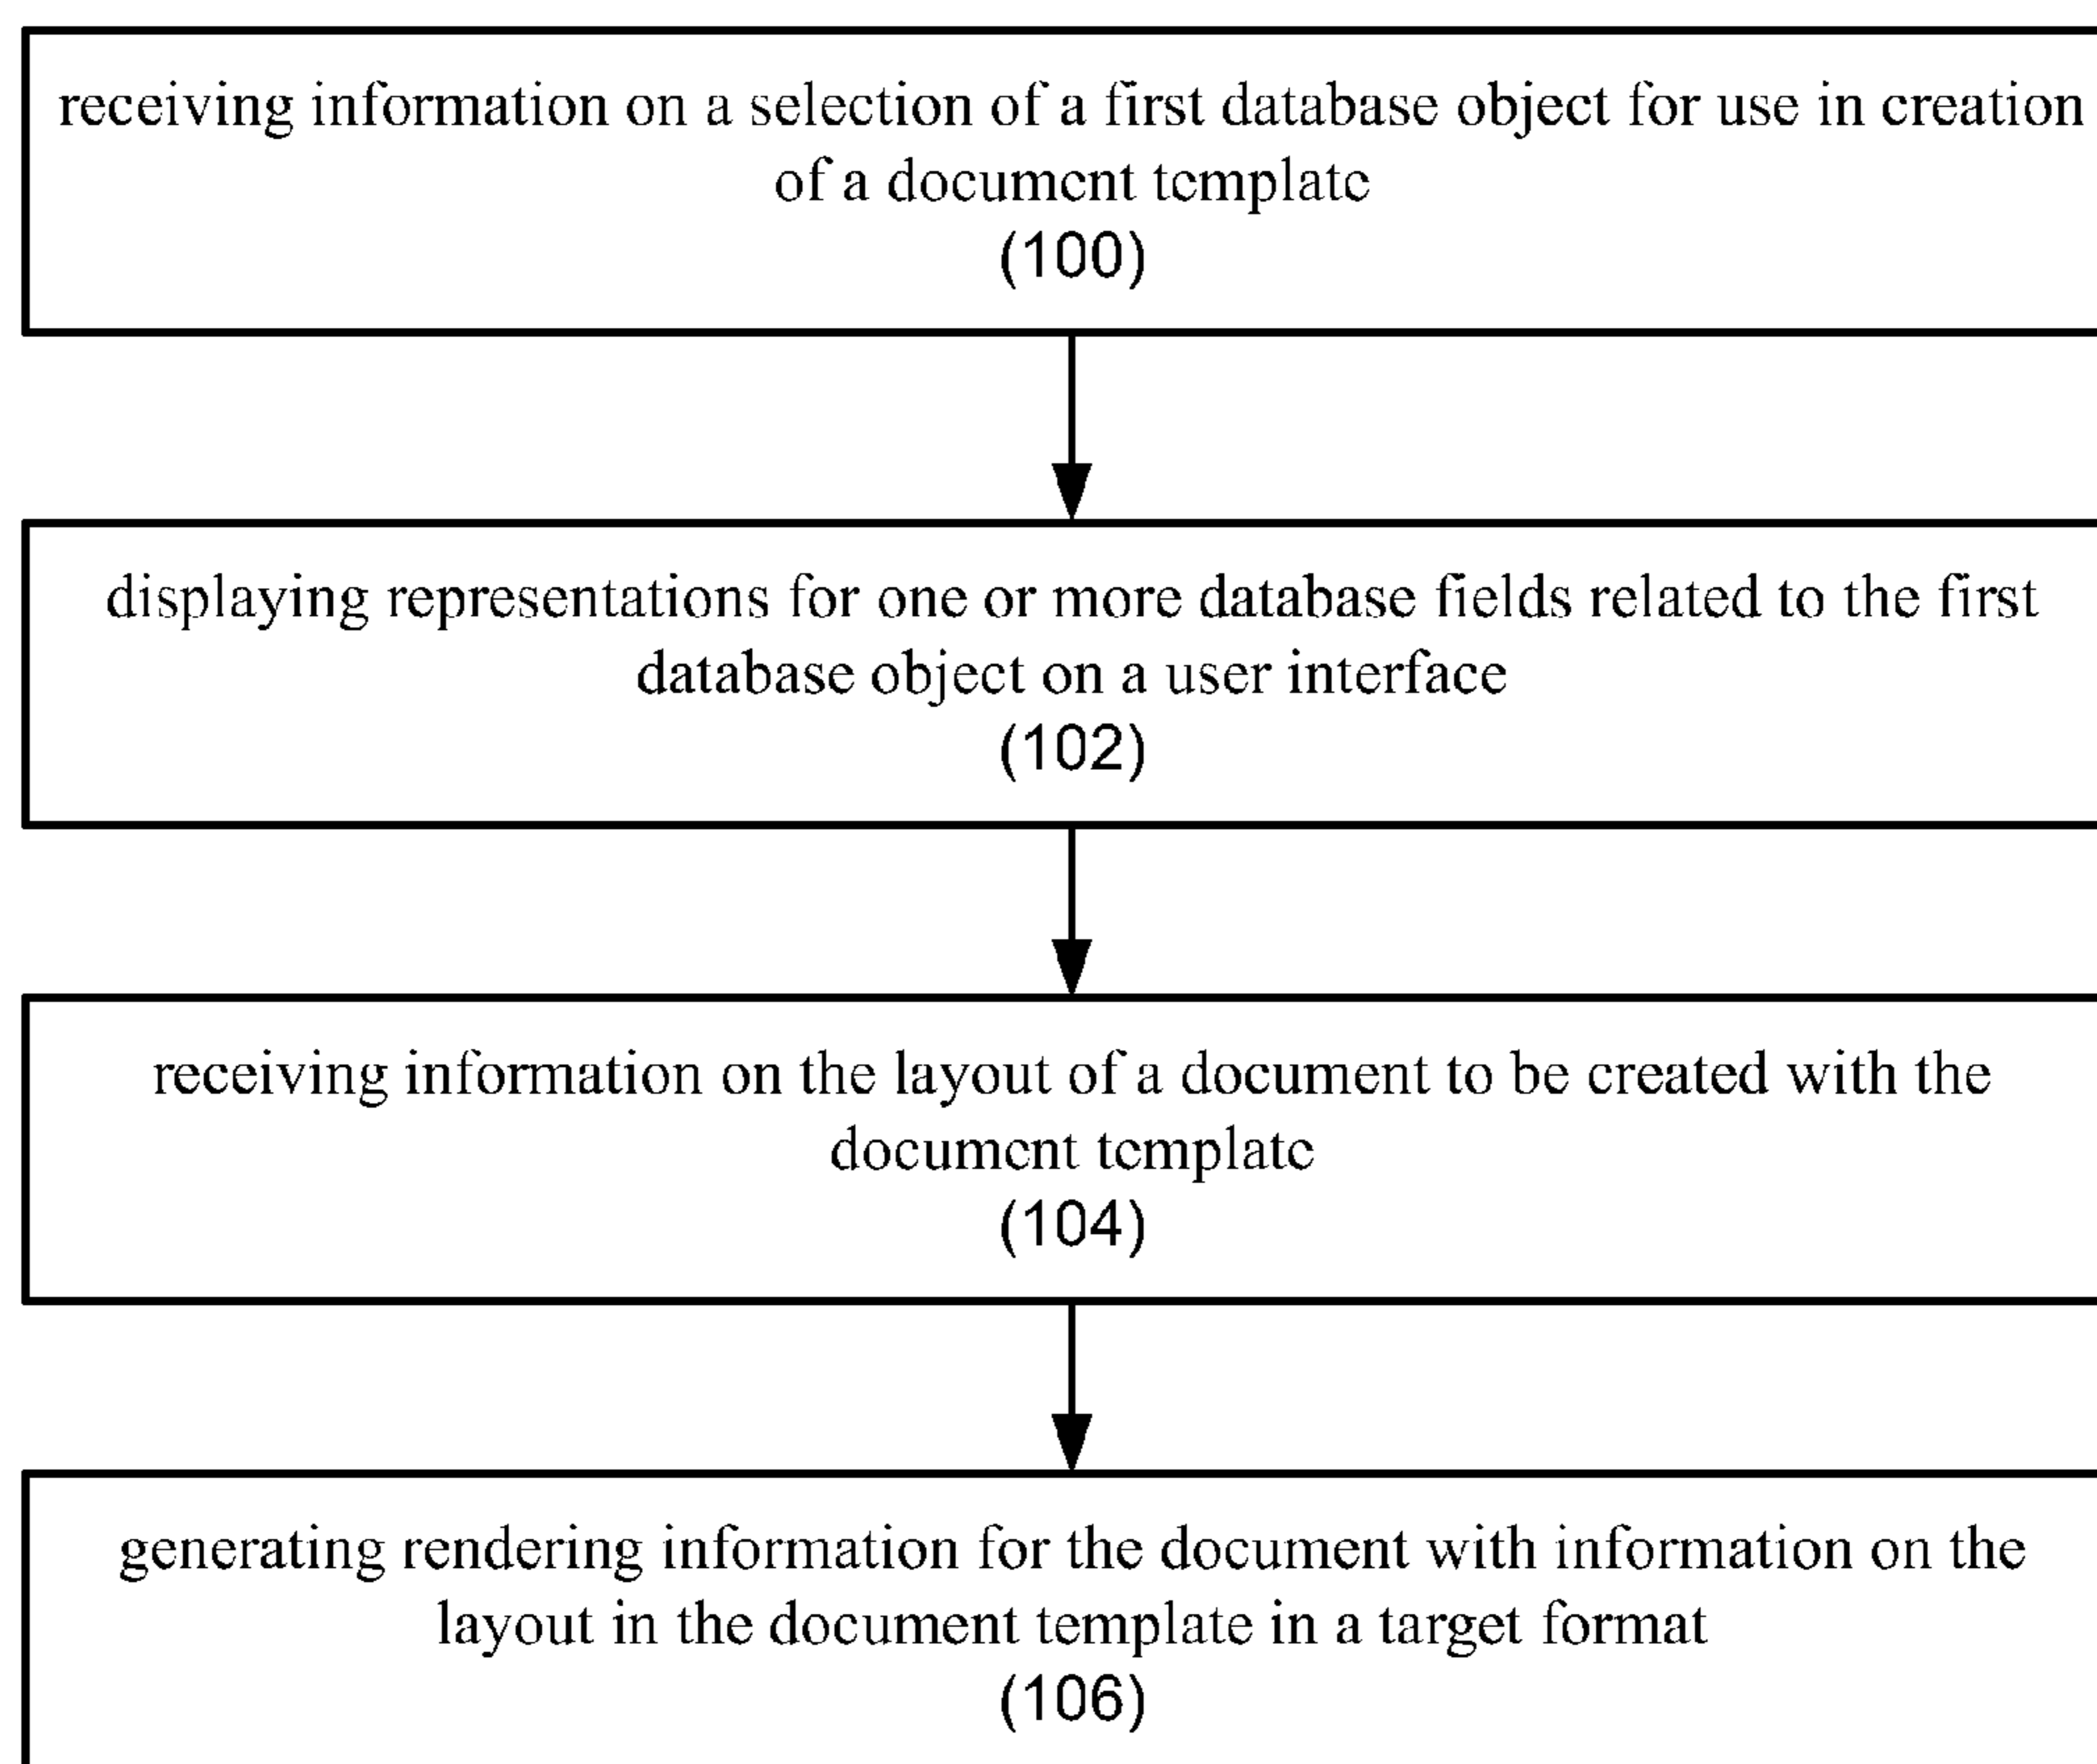 receiving information on a selection of a first database object for use in creation
of a document template
(100)
displaying representations for one or more database fields related to the first
database object on a user interface
(102)
receiving information on the layout of a document to be created with the
document template
(104)
generating rendering information for the document with information on the
layout in the document template in a target format
(106)